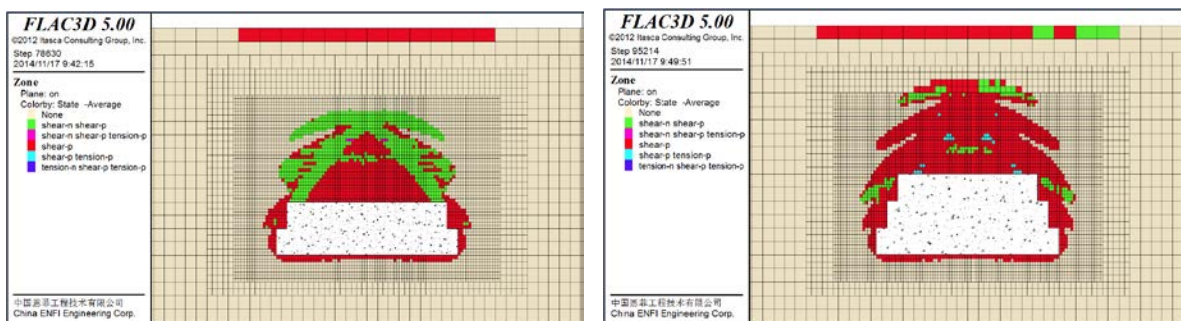 FLAC3D 5.00
©2012 Itasca Consulting Group, Inc.
Step 78630
2014/11/17 9:42:15
Zone
Plane: on
Colorby: State -Average
None
shear-n shear-p
shear-n shear-p tension-p
shear-p
shear-p tension-p
tension-n shear-p tension-p
中国恩菲工程技术有限公司
China ENFI Engineering Corp.
FLAC3D 5.00
©2012 Itasca Consulting Group, Inc.
Step 95214
2014/11/17 9:49:51
Zone
Plane: on
Colorby: State -Average
None
shear-n shear-p
shear-n shear-p tension-p
shear-p
shear-p tension-p
tension-n shear-p tension-p
中国恩菲工程技术有限公司
China ENFI Engineering Corp.